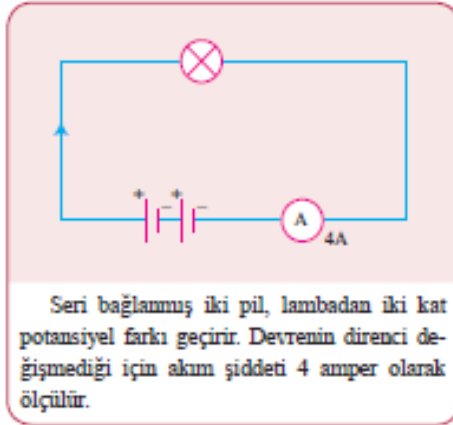 + − + −
A
4A
Seri bağlanmış iki pil, lambadan iki kat
potansiyel farkı geçirir. Devrenin direnci de-
ğişmediği için akım şiddeti 4 amper olarak
ölçülür.